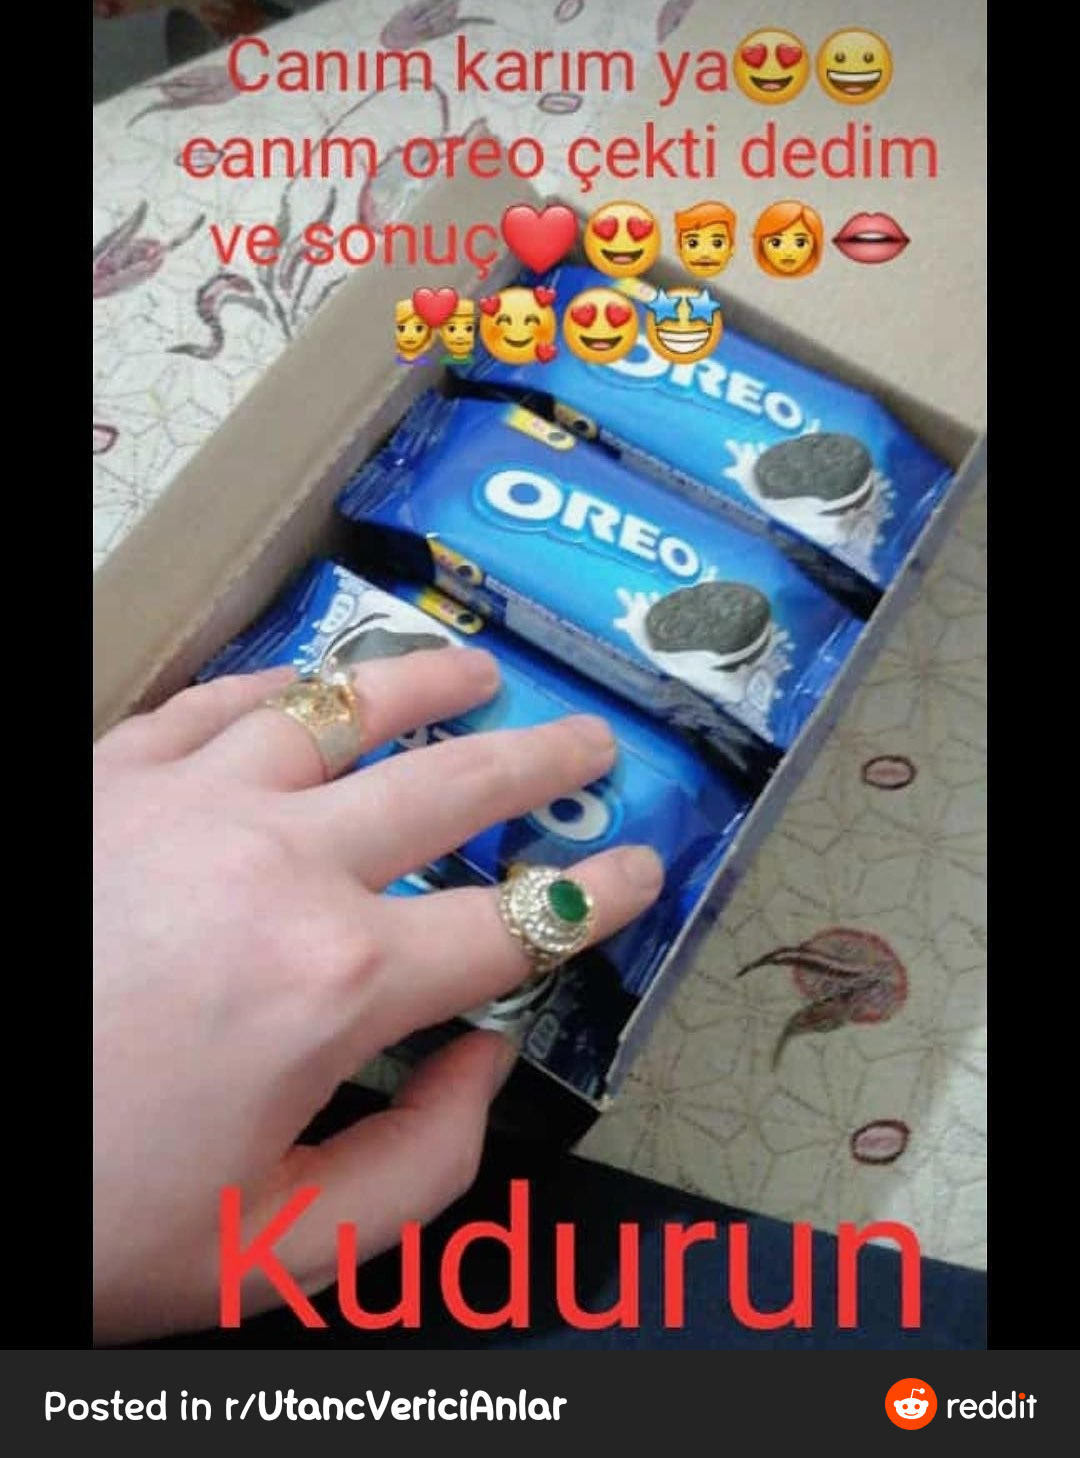 Canım karım ya😍😀
canım oreo çekti dedim
ve sonuç❤️😍👨‍🦰👩‍🦰👄
💑🥰😍🤩
OREO
OREO
Kudurun
Posted in r/UtancVericiAnlar
reddit